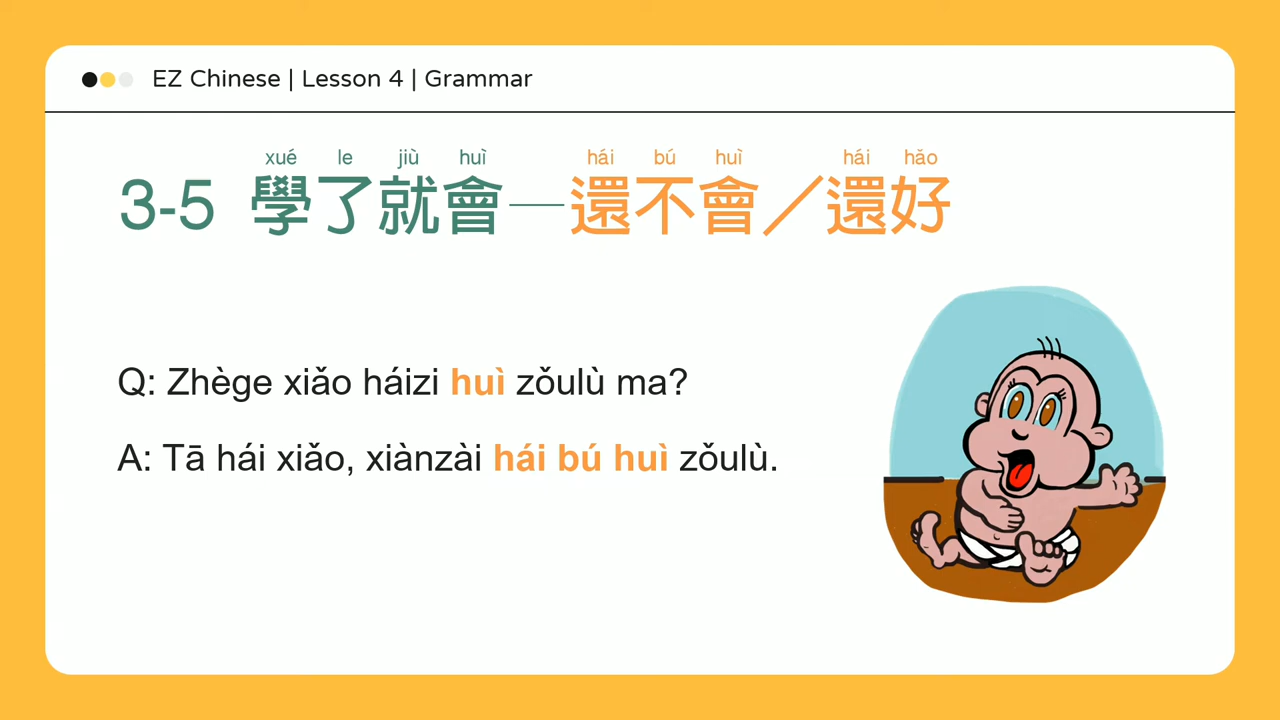 EZ Chinese | Lesson 4 | Grammar
xué le jiù huì hái bú huì hái hǎo
3-5 學了就會—還不會／還好
Q: Zhège xiǎo háizi huì zǒulù ma?
A: Tā hái xiǎo, xiànzài hái bú huì zǒulù.